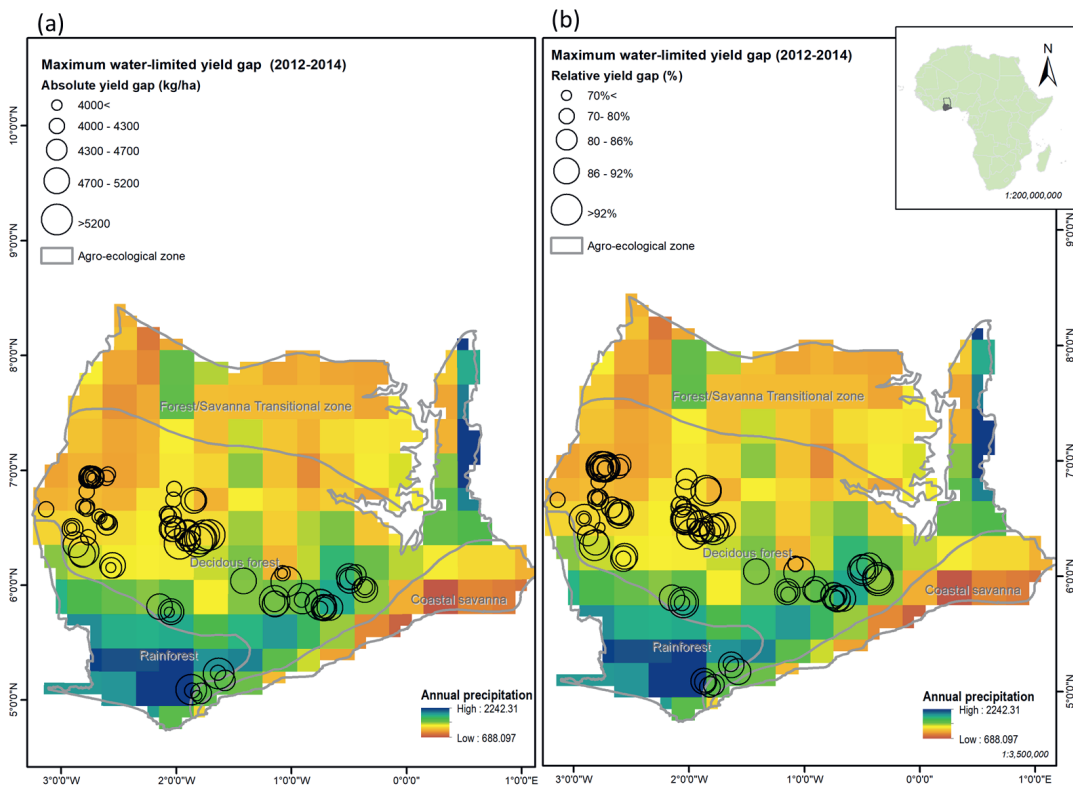 (a)
Maximum water-limited yield gap (2012-2014)
Absolute yield gap (kg/ha)
4000<
4000 - 4300
4300 - 4700
4700 - 5200
>5200
Agro-ecological zone
10°0'0"N
9°0'0"N
8°0'0"N
7°0'0"N
6°0'0"N
5°0'0"N
Forest/Savanna Transitional zone
Decidous forest
Coastal savanna
Rainforest
Annual precipitation
High : 2242.31
Low : 688.097
3°0'0"W
2°0'0"W
1°0'0"W
0°0'0"
1°0'0"E
(b)
Maximum water-limited yield gap (2012-2014)
Relative yield gap (%)
70%<
70- 80%
80 - 86%
86 - 92%
>92%
Agro-ecological zone
N
1:200,000,000
9°0'0"N
8°0'0"N
7°0'0"N
6°0'0"N
5°0'0"N
Forest/Savanna Transitional zone
Decidous forest
Coastal savanna
Rainforest
Annual precipitation
High : 2242.31
Low : 688.097
1:3,500,000
3°0'0"W
2°0'0"W
1°0'0"W
0°0'0"
1°0'0"E